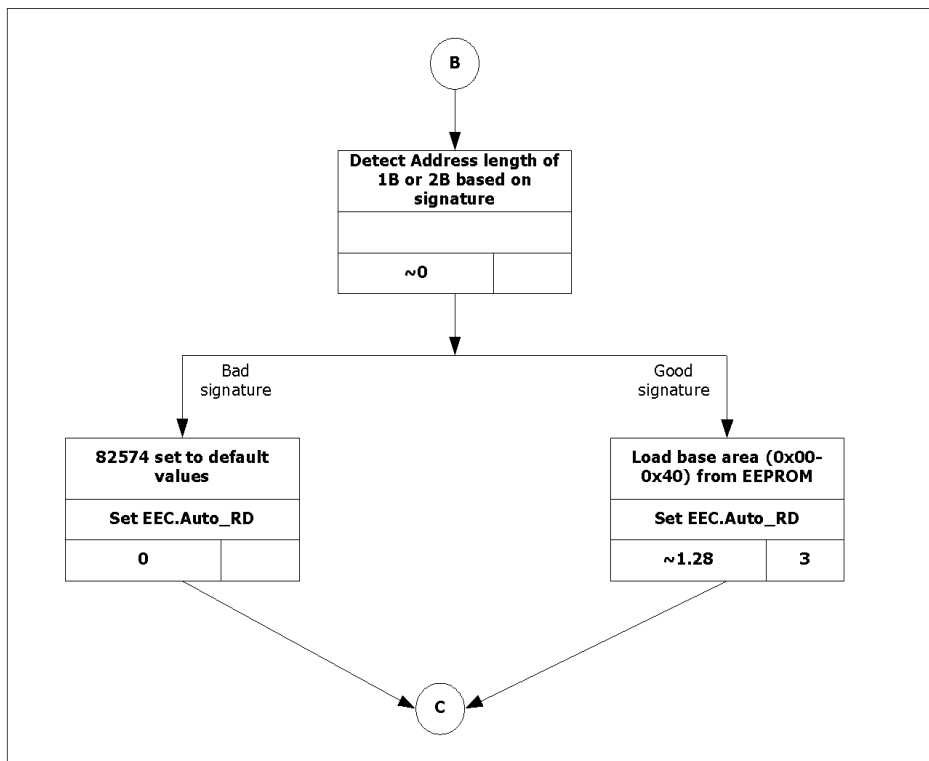 B
Detect Address length of
1B or 2B based on
signature
~0
Bad
signature
Good
signature
82574 set to default
values
Set EEC.Auto_RD
0
Load base area (0x00-
0x40) from EEPROM
Set EEC.Auto_RD
~1.28
3
C